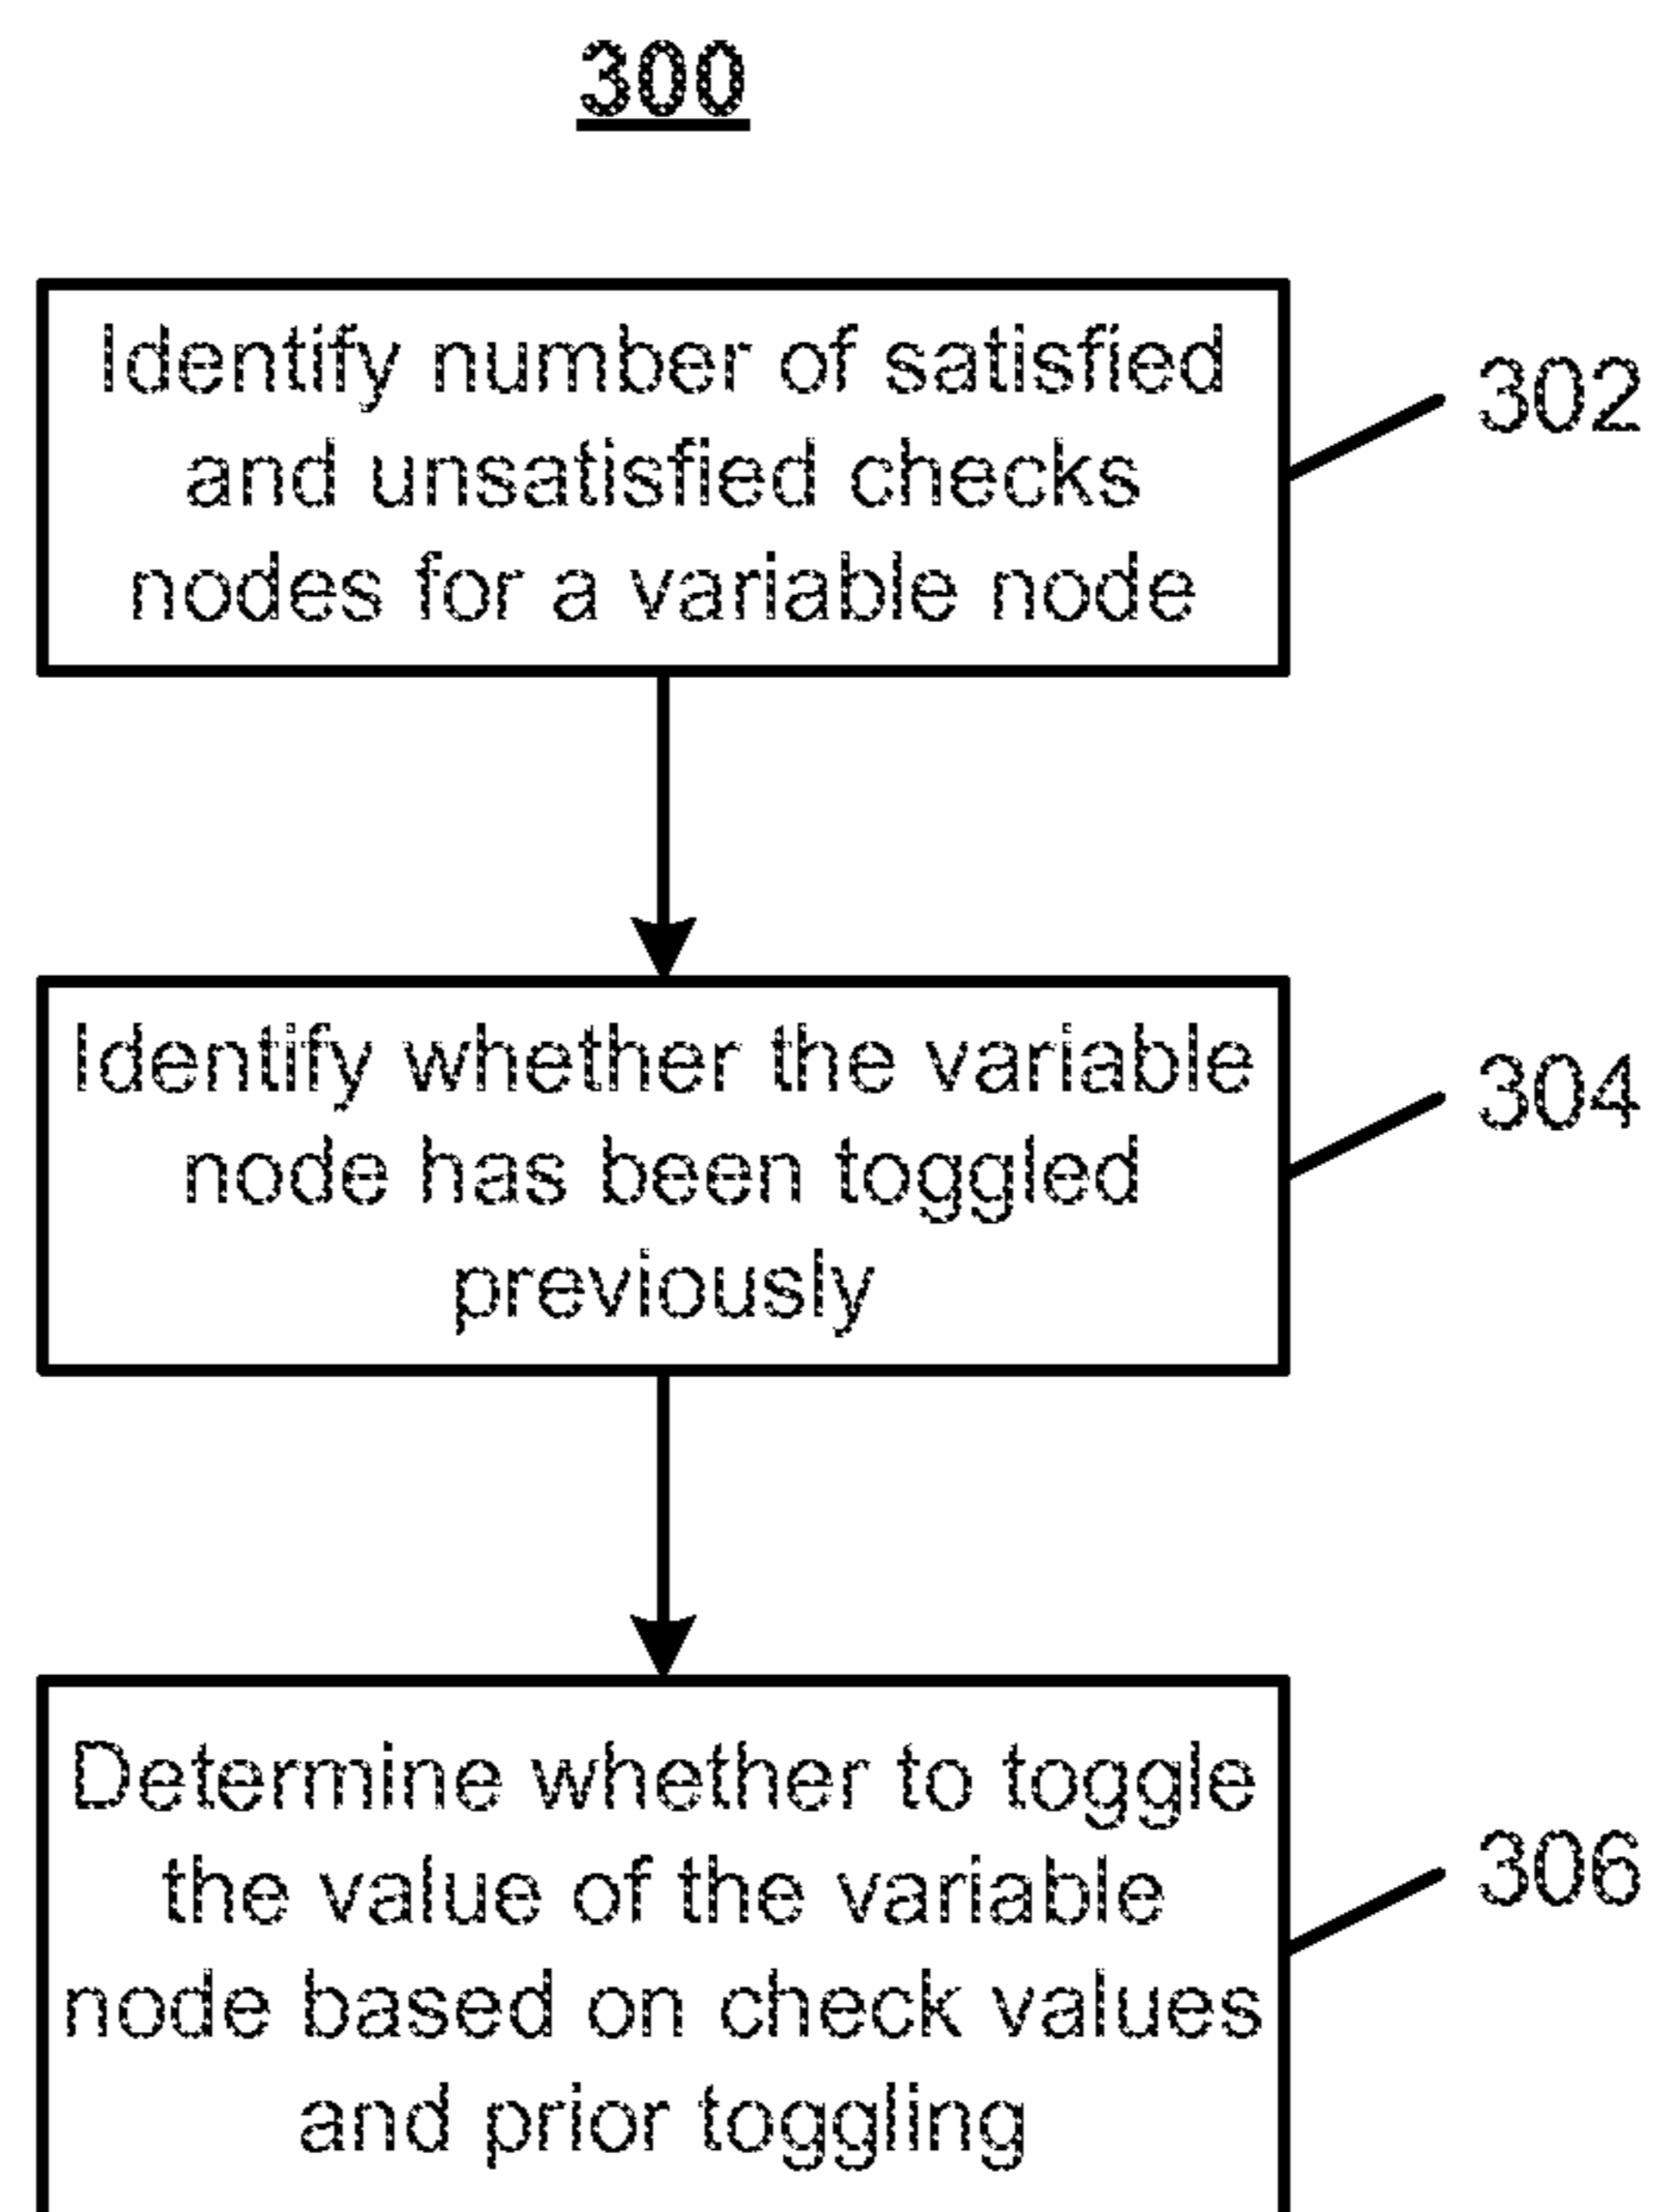 300
Identify number of satisfied
and unsatisfied checks
nodes for a variable node
302
Identify whether the variable
node has been toggled
previously
304
Determine whether to toggle
the value of the variable
node based on check values
and prior toggling
306